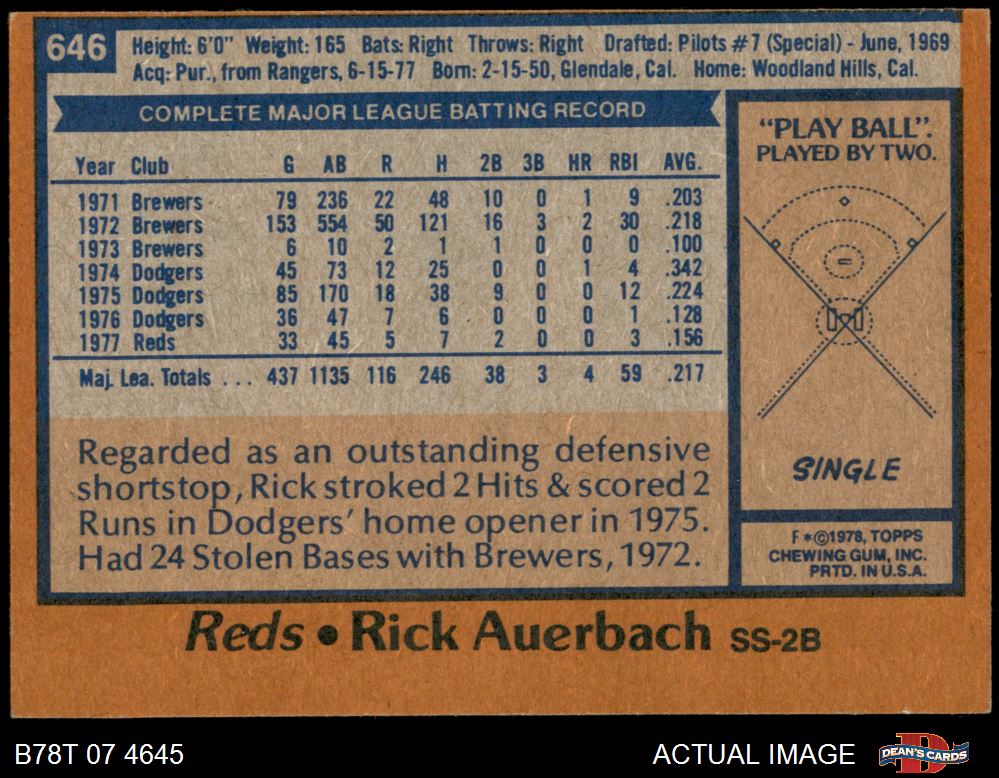 646
Height: 6'0" Weight: 165 Bats: Right Throws: Right Drafted: Pilots #7 (Special) - June, 1969
Acq: Pur., from Rangers, 6-15-77 Born: 2-15-50, Glendale, Cal. Home: Woodland Hills, Cal.
COMPLETE MAJOR LEAGUE BATTING RECORD
Year Club G AB R H 2B 3B HR RBI AVG.
1971 Brewers 79 236 22 48 10 0 1 9 .203
1972 Brewers 153 554 50 121 16 3 2 30 .218
1973 Brewers 6 10 2 1 1 0 0 0 .100
1974 Dodgers 45 73 12 25 0 0 1 4 .342
1975 Dodgers 85 170 18 38 9 0 0 12 .224
1976 Dodgers 36 47 7 6 0 0 0 1 .128
1977 Reds 33 45 5 7 2 0 0 3 .156
Maj. Lea. Totals ... 437 1135 116 246 38 3 4 59 .217
Regarded as an outstanding defensive
shortstop, Rick stroked 2 Hits & scored 2
Runs in Dodgers' home opener in 1975.
Had 24 Stolen Bases with Brewers, 1972.
"PLAY BALL".
PLAYED BY TWO.
SINGLE
F*©1978, TOPPS
CHEWING GUM, INC.
PRTD. IN U.S.A.
Reds • Rick Auerbach SS-2B
B78T 07 4645
ACTUAL IMAGE
D
DEAN'S CARDS